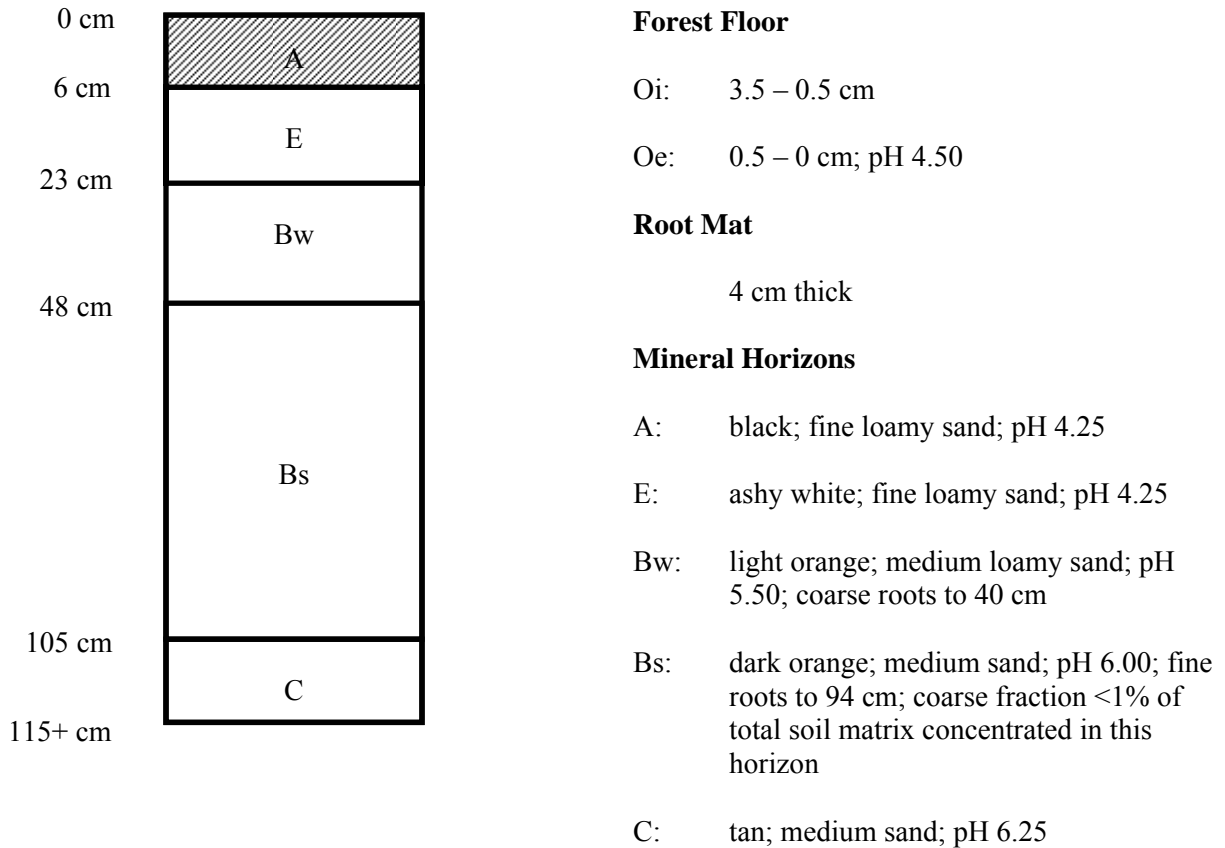 0 cm
A
6 cm
E
23 cm
Bw
48 cm
Bs
105 cm
C
115+ cm
Forest Floor
Oi: 3.5 – 0.5 cm
Oe: 0.5 – 0 cm; pH 4.50
Root Mat
4 cm thick
Mineral Horizons
A: black; fine loamy sand; pH 4.25
E: ashy white; fine loamy sand; pH 4.25
Bw: light orange; medium loamy sand; pH
5.50; coarse roots to 40 cm
Bs: dark orange; medium sand; pH 6.00; fine
roots to 94 cm; coarse fraction <1% of
total soil matrix concentrated in this
horizon
C: tan; medium sand; pH 6.25